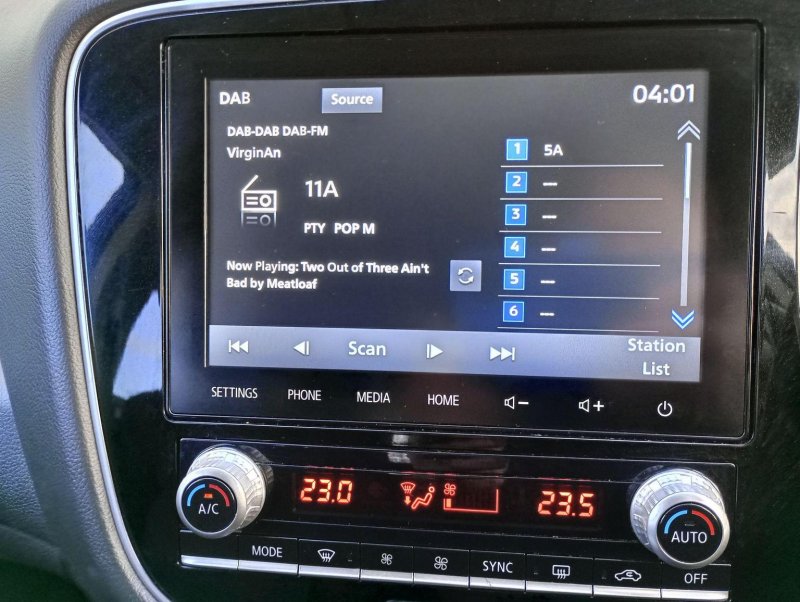 DAB
Source
04:01
DAB-DAB DAB-FM
VirginAn
11A
PTY POP M
Now Playing: Two Out of Three Ain't
Bad by Meatloaf
1 5A
2 ---
3 ---
4 ---
5 ---
6 ---
Scan
Station
List
SETTINGS PHONE MEDIA HOME
A/C
23.0
23.5
AUTO
MODE
SYNC
OFF